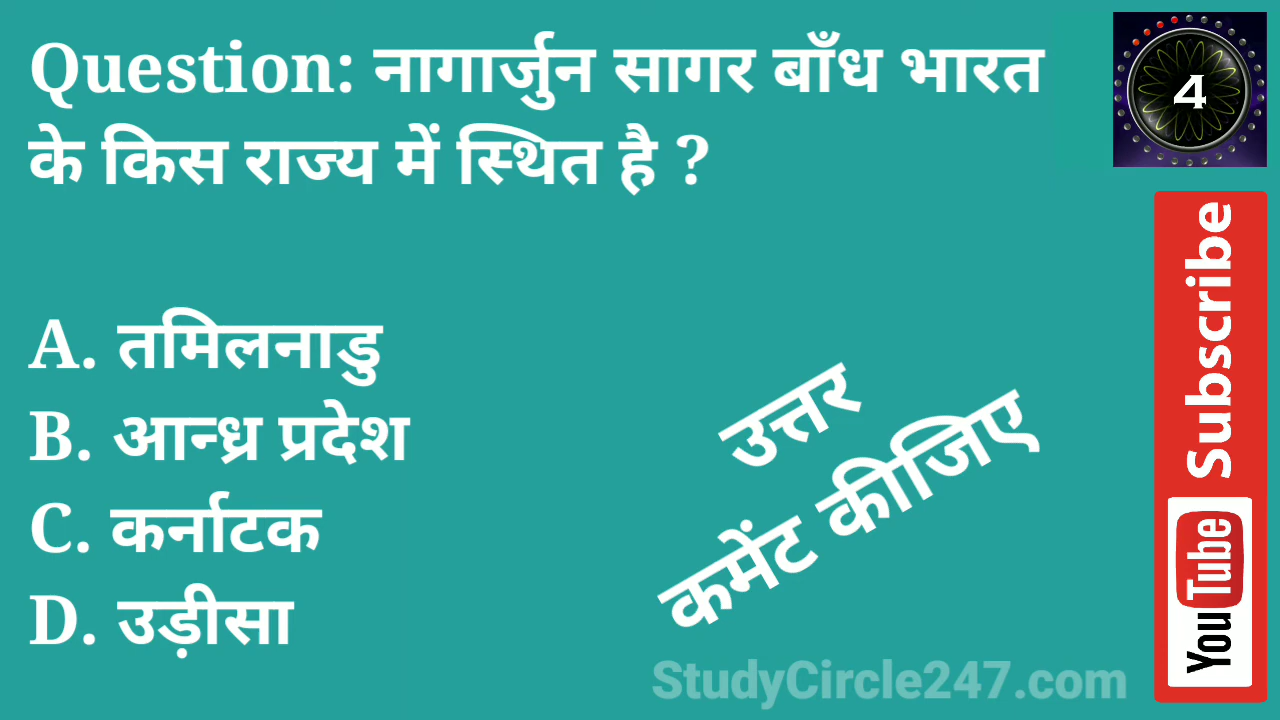 Question: नागार्जुन सागर बाँध भारत
के किस राज्य में स्थित है ?
4
A. तमिलनाडु
B. आन्ध्र प्रदेश
C. कर्नाटक
D. उड़ीसा
उत्तर
कमेंट कीजिए
Subscribe
YouTube
StudyCircle247.com